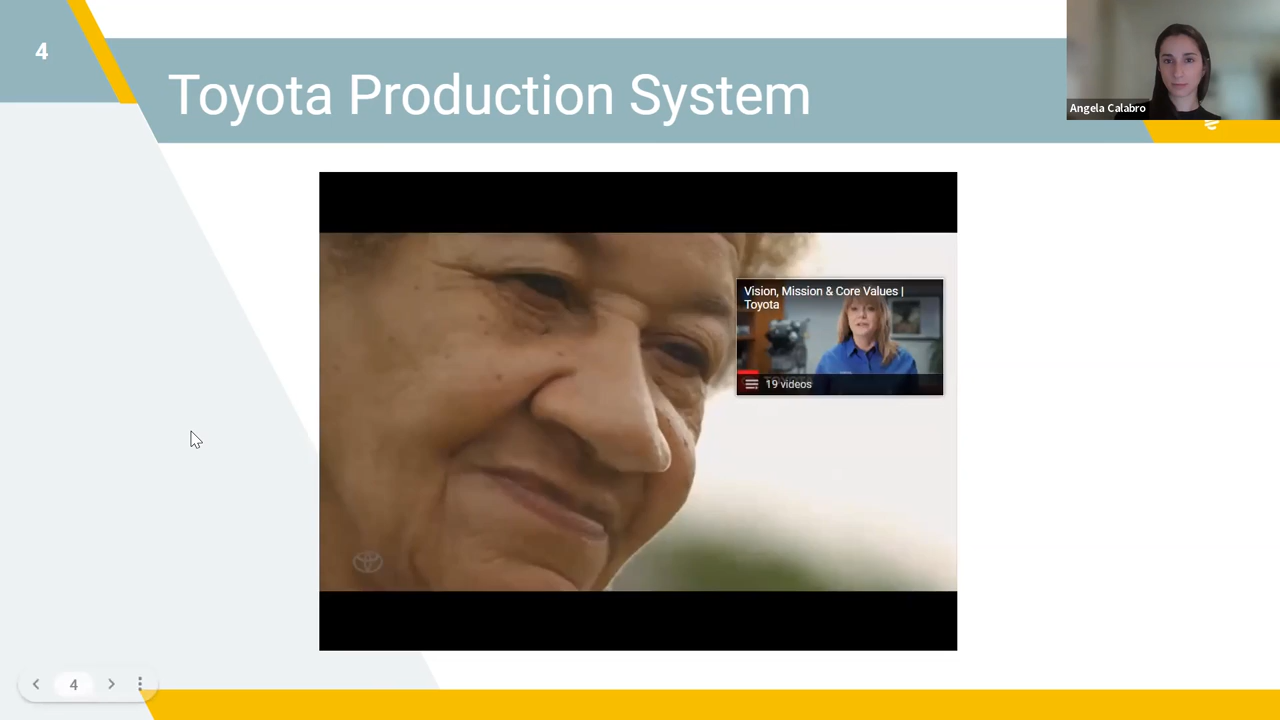 4
Toyota Production System
Angela Calabro
Vision, Mission & Core Values |
Toyota
19 videos
4